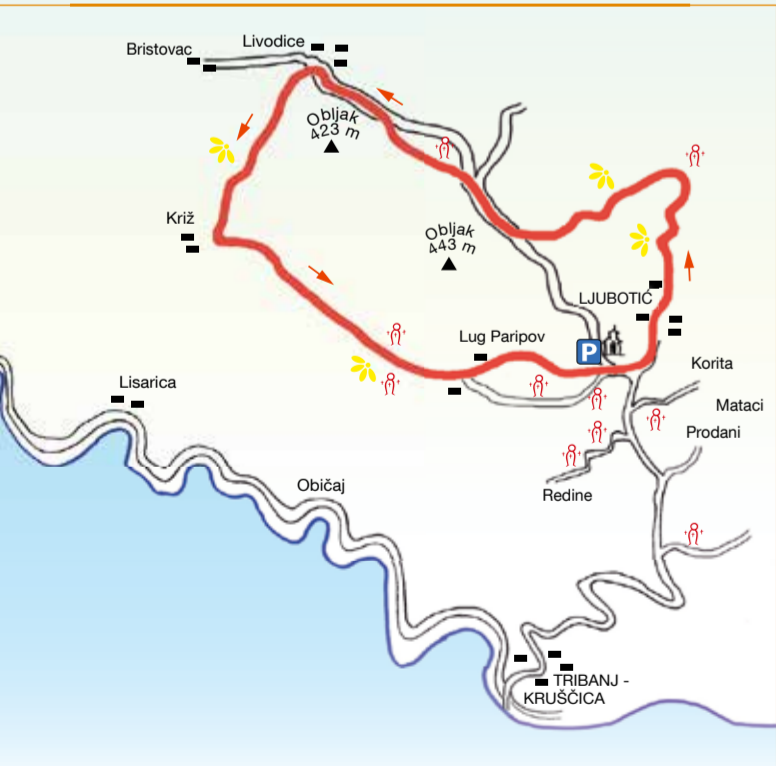 Livodice
Bristovac
Obljak
423 m
Križ
Obljak
443 m
LJUBOTIĆ
P
Lug Paripov
Korita
Lisarica
Mataci
Prodani
Običaj
Redine
TRIBANJ -
KRUŠČICA